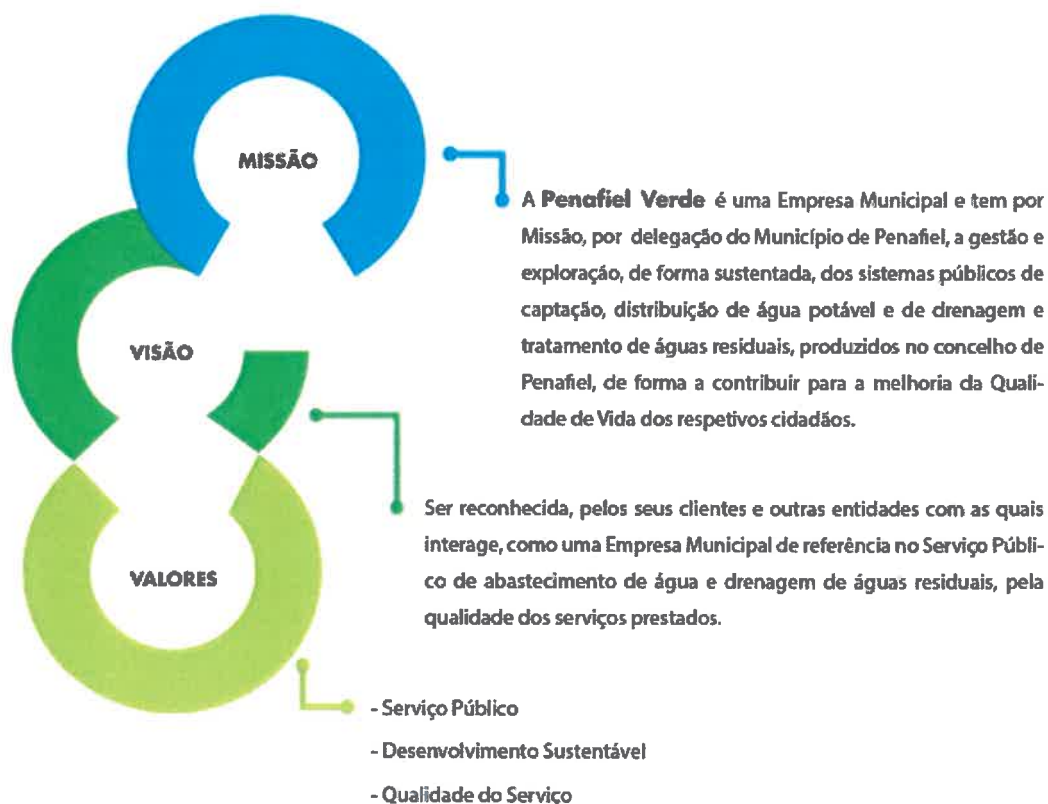 MISSÃO
A Penafiel Verde é uma Empresa Municipal e tem por
Missão, por delegação do Município de Penafiel, a gestão e
exploração, de forma sustentada, dos sistemas públicos de
captação, distribuição de água potável e de drenagem e
tratamento de águas residuais, produzidos no concelho de
Penafiel, de forma a contribuir para a melhoria da Quali-
dade de Vida dos respetivos cidadãos.
VISÃO
Ser reconhecida, pelos seus clientes e outras entidades com as quais
interage, como uma Empresa Municipal de referência no Serviço Públi-
co de abastecimento de água e drenagem de águas residuais, pela
qualidade dos serviços prestados.
VALORES
- Serviço Público
- Desenvolvimento Sustentável
- Qualidade do Serviço